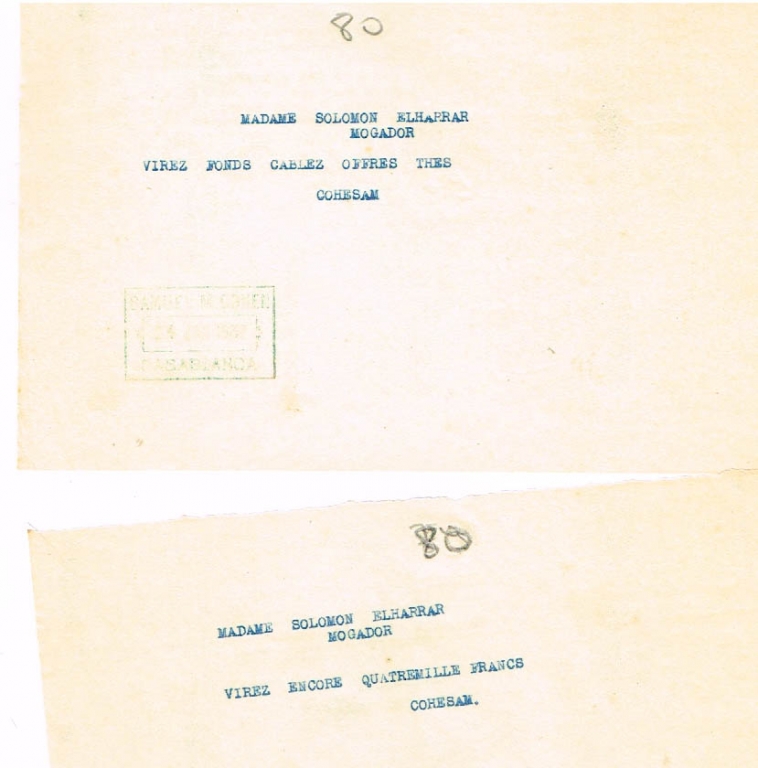 80
MADAME SOLOMON ELHARRAR
MOGADOR
VIREZ FONDS CABLEZ OFFRES THES
COHESAM
CASABLANCA
80
MADAME SOLOMON ELHARRAR
MOGADOR
VIREZ ENCORE QUATREMILLE FRANCS
COHESAM.